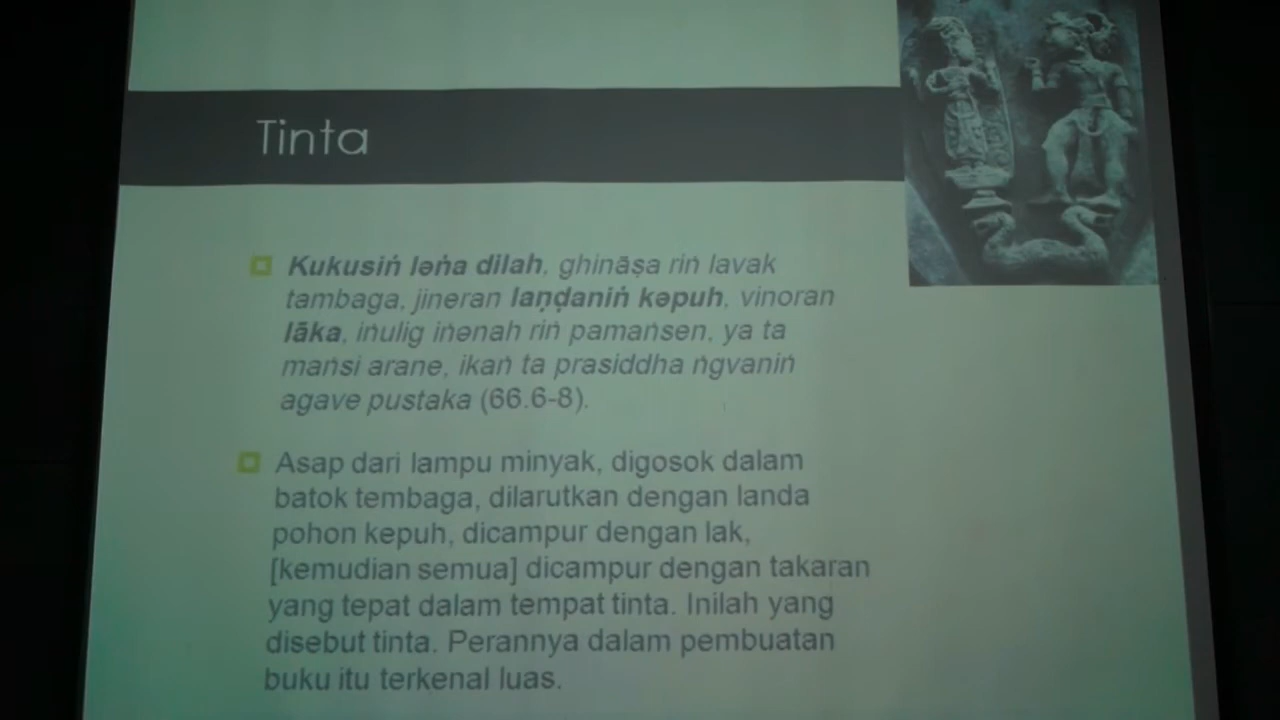 Tinta
Kukusiṅ ləṅa dilah, ghināṣa riṅ lavak
tambaga, jineran laṇḍaniṅ kəpuh, vinoran
lāka, iṅulig iṅənah riṅ pamaṅsen, ya ta
maṅsi arane, ikaṅ ta prasiddha ṅgvaniṅ
agave pustaka (66.6-8).
Asap dari lampu minyak, digosok dalam
batok tembaga, dilarutkan dengan landa
pohon kepuh, dicampur dengan lak,
[kemudian semua] dicampur dengan takaran
yang tepat dalam tempat tinta. Inilah yang
disebut tinta. Perannya dalam pembuatan
buku itu terkenal luas.